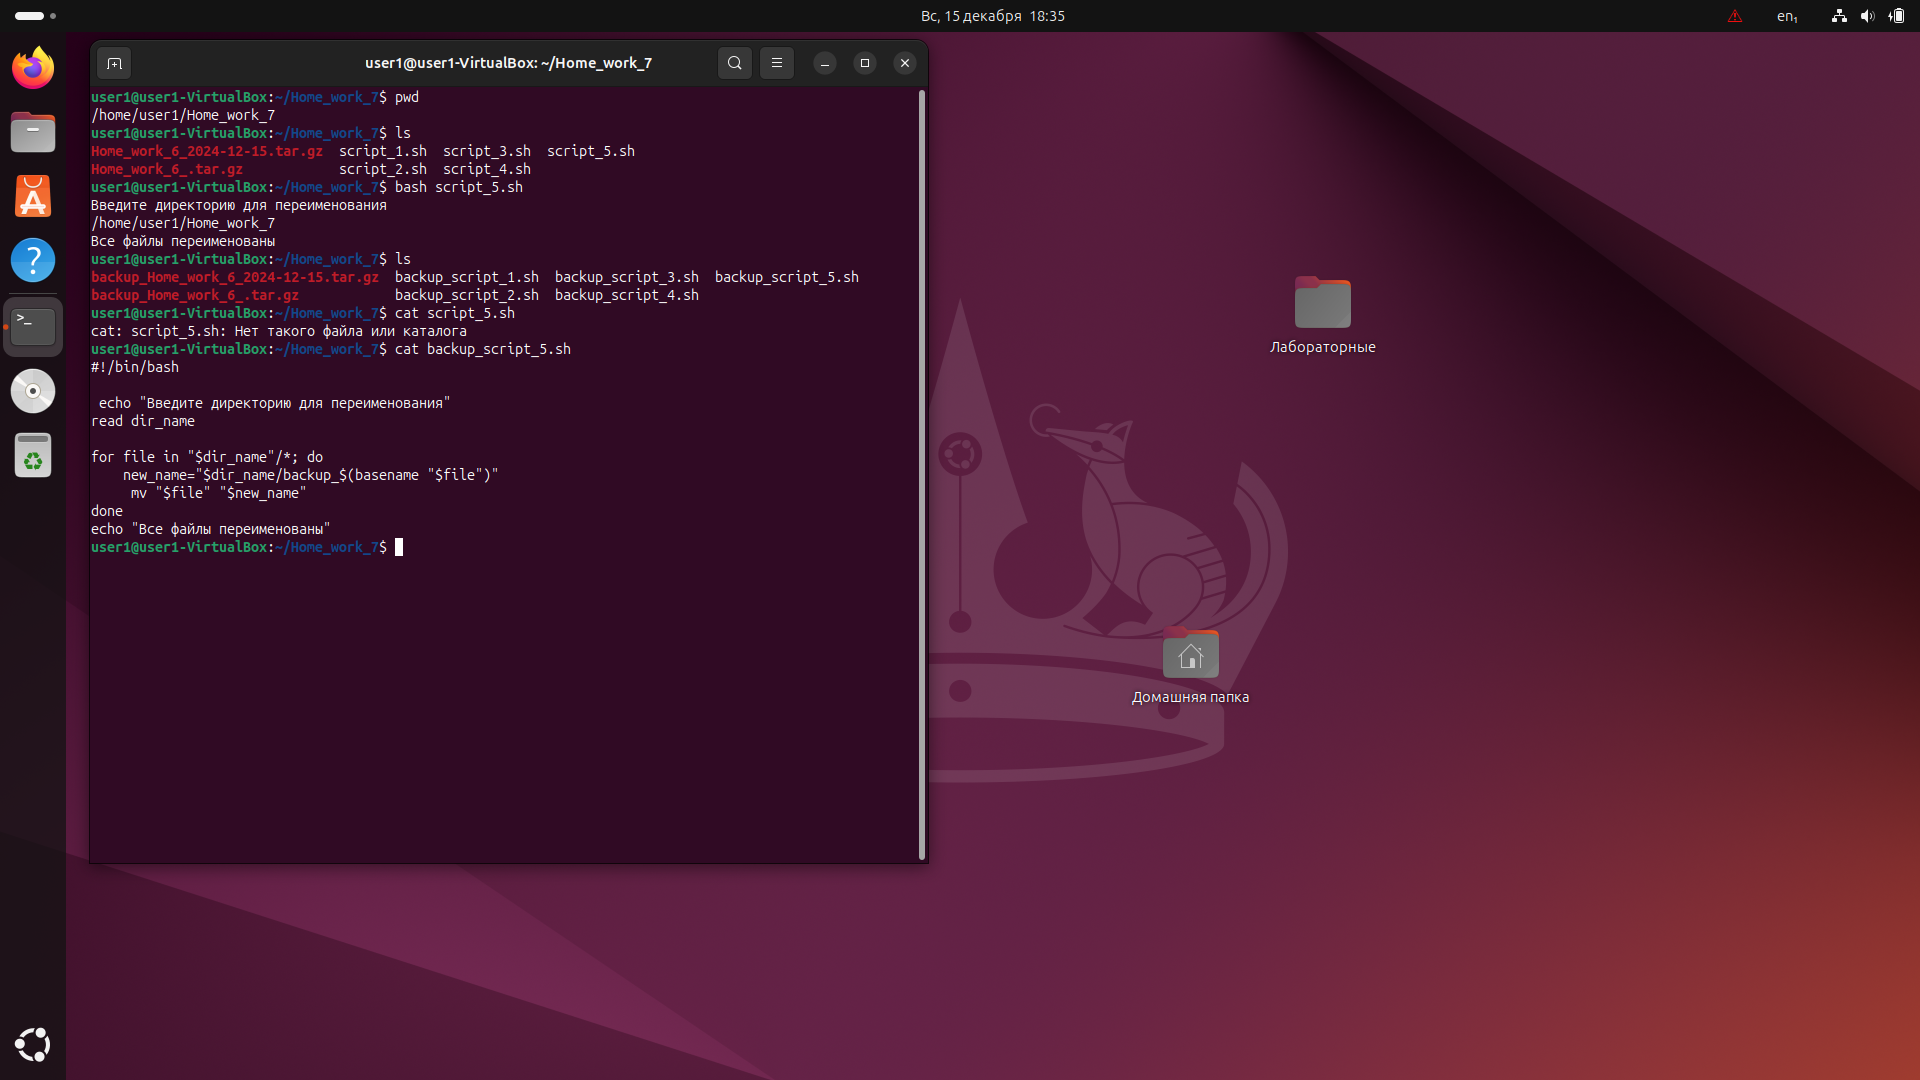 Вс, 15 декабря 18:35
en₁
user1@user1-VirtualBox: ~/Home_work_7
user1@user1-VirtualBox:~/Home_work_7$ pwd
/home/user1/Home_work_7
user1@user1-VirtualBox:~/Home_work_7$ ls
Home_work_6_2024-12-15.tar.gz  script_1.sh  script_3.sh  script_5.sh
Home_work_6_.tar.gz            script_2.sh  script_4.sh
user1@user1-VirtualBox:~/Home_work_7$ bash script_5.sh
Введите директорию для переименования
/home/user1/Home_work_7
Все файлы переименованы
user1@user1-VirtualBox:~/Home_work_7$ ls
backup_Home_work_6_2024-12-15.tar.gz  backup_script_1.sh  backup_script_3.sh  backup_script_5.sh
backup_Home_work_6_.tar.gz            backup_script_2.sh  backup_script_4.sh
user1@user1-VirtualBox:~/Home_work_7$ cat script_5.sh
cat: script_5.sh: Нет такого файла или каталога
user1@user1-VirtualBox:~/Home_work_7$ cat backup_script_5.sh
#!/bin/bash
 echo "Введите директорию для переименования"
read dir_name
for file in "$dir_name"/*; do
    new_name="$dir_name/backup_$(basename "$file")"
     mv "$file" "$new_name"
done
echo "Все файлы переименованы"
user1@user1-VirtualBox:~/Home_work_7$
Лабораторные
Домашняя папка